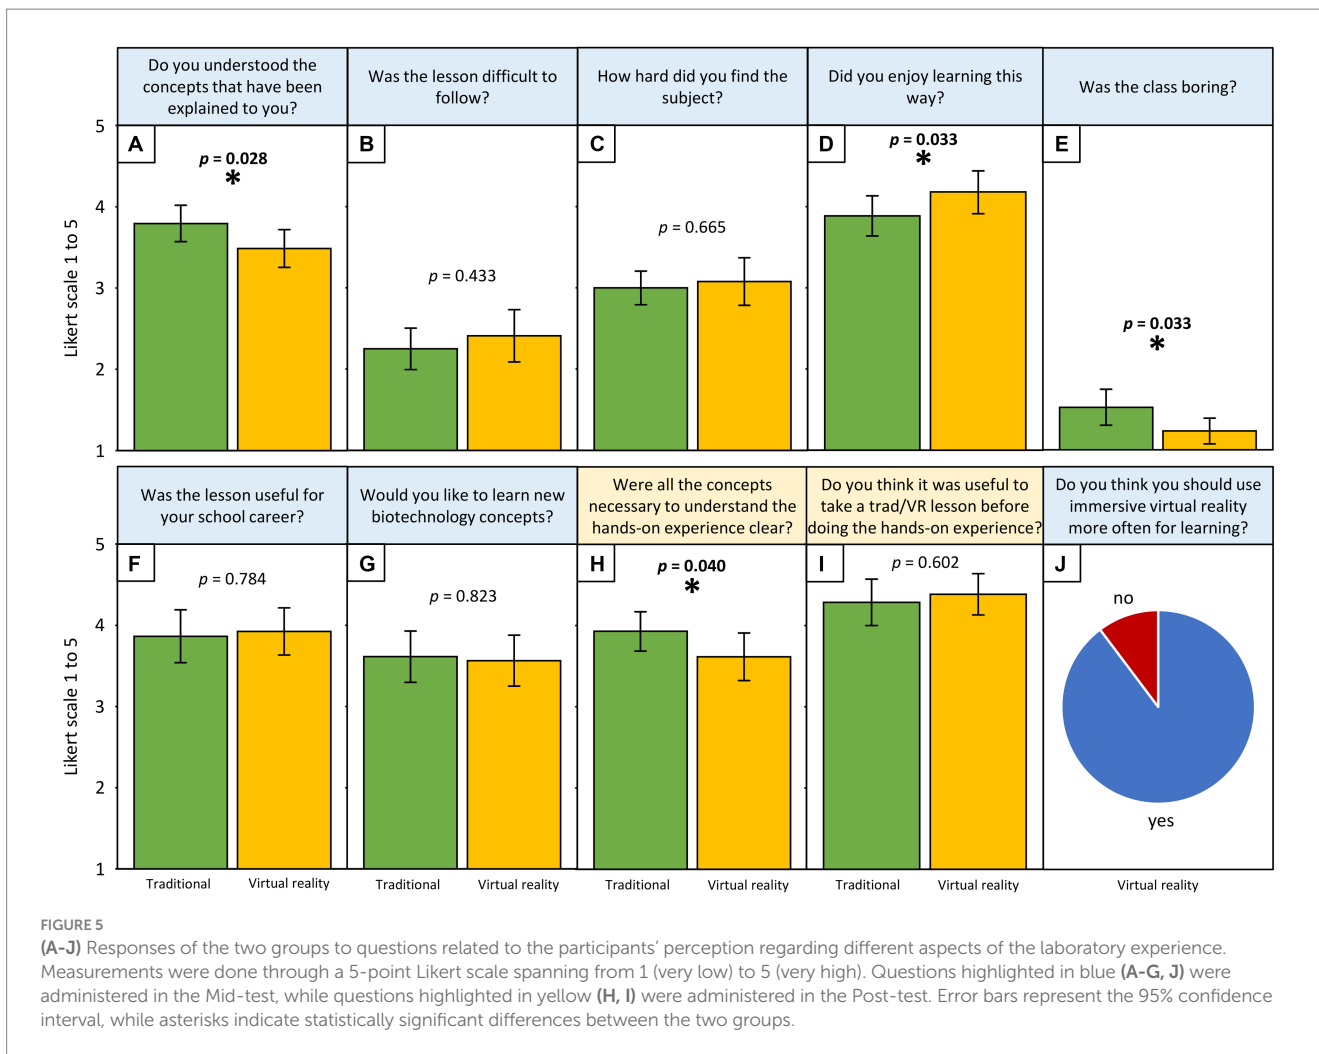 Do you understood the
concepts that have been
explained to you?
Was the lesson difficult to
follow?
How hard did you find the
subject?
Did you enjoy learning this
way?
Was the class boring?
5
4
3
2
1
Likert scale 1 to 5
A
p = 0.028
*
B
p = 0.433
C
p = 0.665
D
p = 0.033
*
E
p = 0.033
*
Was the lesson useful for
your school career?
Would you like to learn new
biotechnology concepts?
Were all the concepts
necessary to understand the
hands-on experience clear?
Do you think it was useful to
take a trad/VR lesson before
doing the hands-on experience?
Do you think you should use
immersive virtual reality
more often for learning?
5
4
3
2
1
Likert scale 1 to 5
F
p = 0.784
G
p = 0.823
H
p = 0.040
*
I
p = 0.602
J
no
yes
Traditional
Virtual reality
Traditional
Virtual reality
Traditional
Virtual reality
Traditional
Virtual reality
Virtual reality
FIGURE 5
(A-J) Responses of the two groups to questions related to the participants’ perception regarding different aspects of the laboratory experience.
Measurements were done through a 5-point Likert scale spanning from 1 (very low) to 5 (very high). Questions highlighted in blue (A-G, J) were
administered in the Mid-test, while questions highlighted in yellow (H, I) were administered in the Post-test. Error bars represent the 95% confidence
interval, while asterisks indicate statistically significant differences between the two groups.